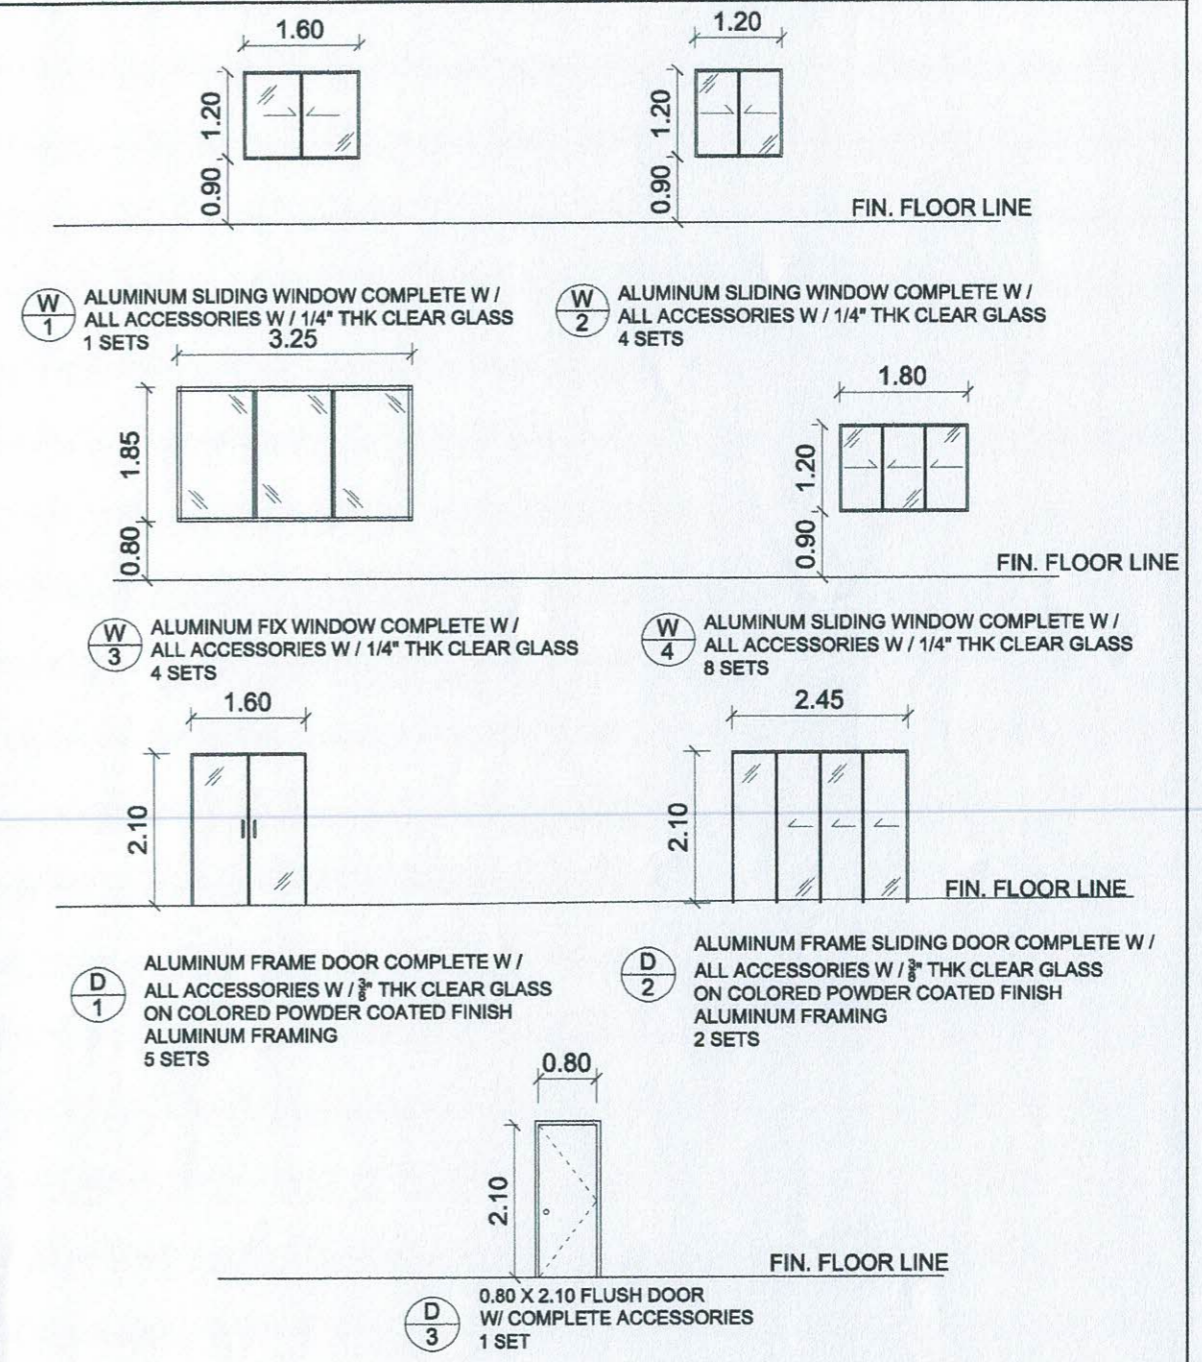 1.60
1.20
1.20
0.90
1.20
0.90
FIN. FLOOR LINE
W
1
ALUMINUM SLIDING WINDOW COMPLETE W /
ALL ACCESSORIES W / 1/4" THK CLEAR GLASS
1 SETS
W
2
ALUMINUM SLIDING WINDOW COMPLETE W /
ALL ACCESSORIES W / 1/4" THK CLEAR GLASS
4 SETS
3.25
1.85
0.80
1.80
1.20
0.90
FIN. FLOOR LINE
W
3
ALUMINUM FIX WINDOW COMPLETE W /
ALL ACCESSORIES W / 1/4" THK CLEAR GLASS
4 SETS
W
4
ALUMINUM SLIDING WINDOW COMPLETE W /
ALL ACCESSORIES W / 1/4" THK CLEAR GLASS
8 SETS
1.60
2.10
2.45
2.10
FIN. FLOOR LINE
D
1
ALUMINUM FRAME DOOR COMPLETE W /
ALL ACCESSORIES W / 3/8" THK CLEAR GLASS
ON COLORED POWDER COATED FINISH
ALUMINUM FRAMING
5 SETS
D
2
ALUMINUM FRAME SLIDING DOOR COMPLETE W /
ALL ACCESSORIES W / 3/8" THK CLEAR GLASS
ON COLORED POWDER COATED FINISH
ALUMINUM FRAMING
2 SETS
0.80
2.10
FIN. FLOOR LINE
D
3
0.80 X 2.10 FLUSH DOOR
W/ COMPLETE ACCESSORIES
1 SET